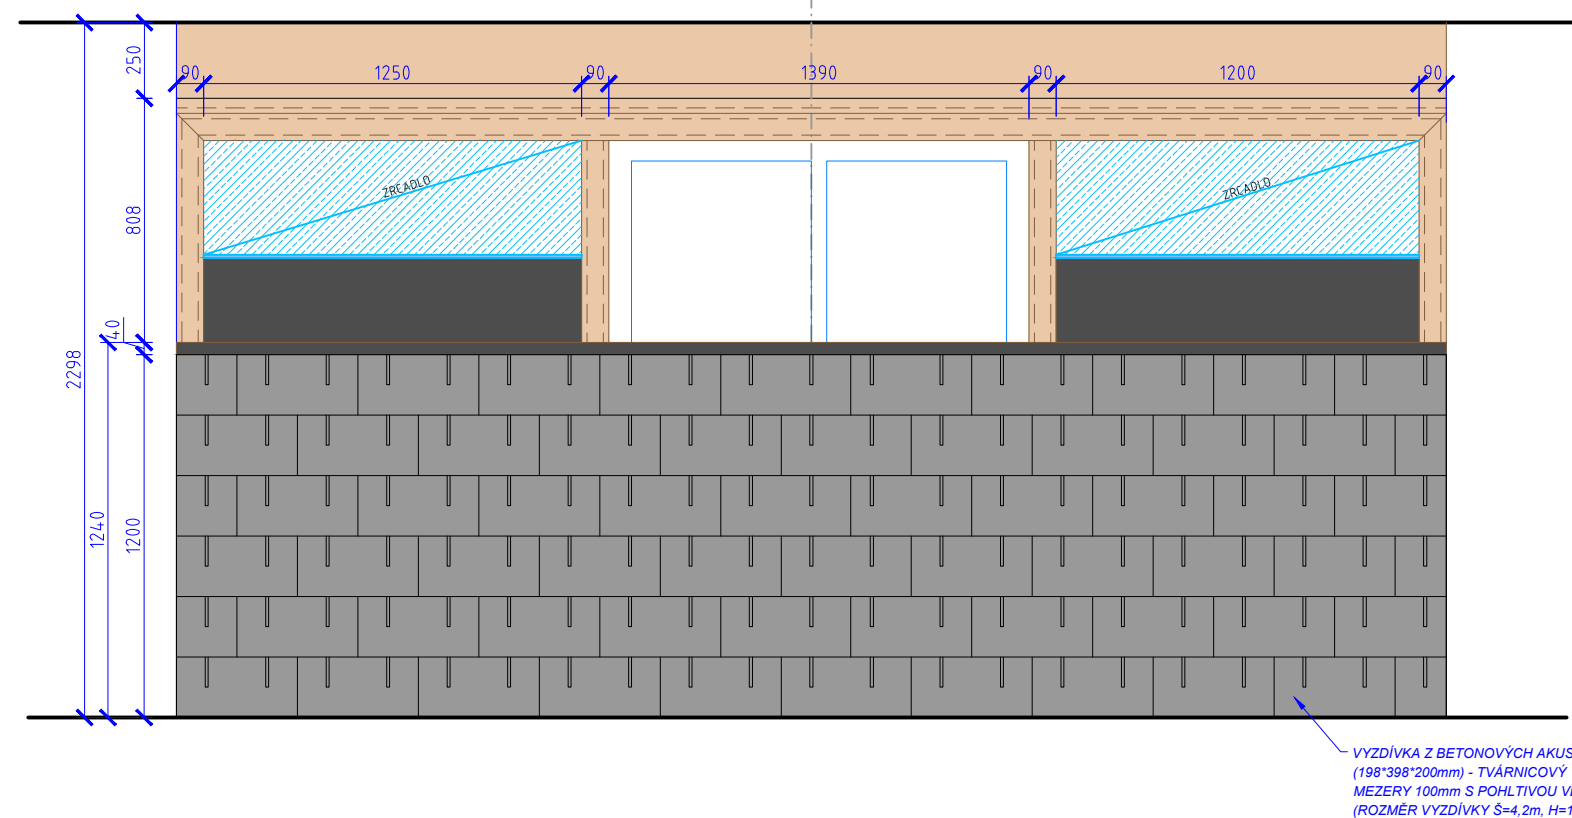 90 1250 90 1390 90 1200 90
250
808
40
2298
1240
1200
ZRCADLO
ZRCADLO
VYZDÍVKA Z BETONOVÝCH AKUS
(198*398*200mm) - TVÁRNICOVÝ
MEZERY 100mm S POHLTIVOU
(ROZMĚR VYZDÍVKY Š=4,2m, H=1